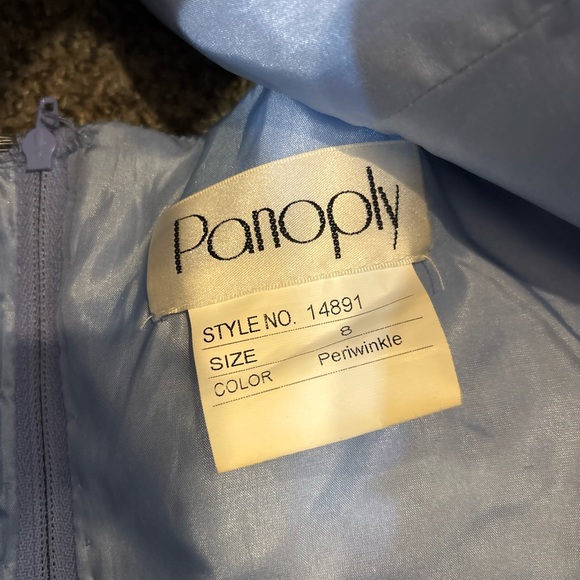 Panoply
STYLE NO. 14891
SIZE 8
COLOR Periwinkle